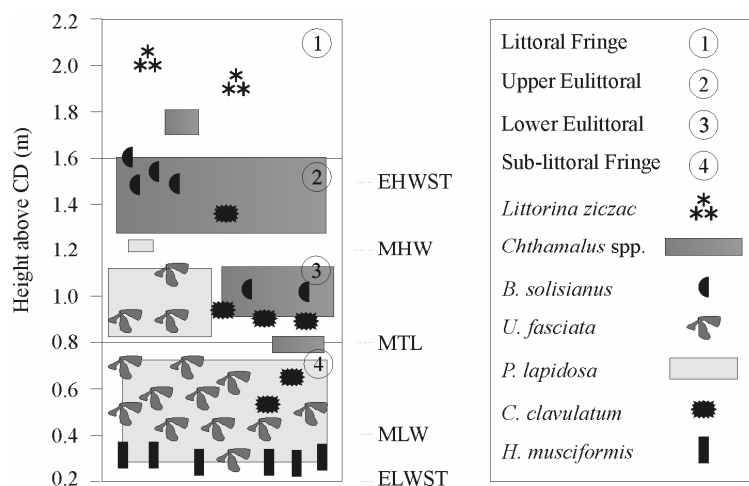 2.2
2.0
1.8
1.6
1.4
1.2
1.0
0.8
0.6
0.4
0.2
Height above CD (m)
1
2
3
4
EHWST
MHW
MTL
MLW
ELWST
Littoral Fringe 1
Upper Eulittoral 2
Lower Eulittoral 3
Sub-littoral Fringe 4
Littorina ziczac
Chthamalus spp.
B. solisianus
U. fasciata
P. lapidosa
C. clavulatum
H. musciformis